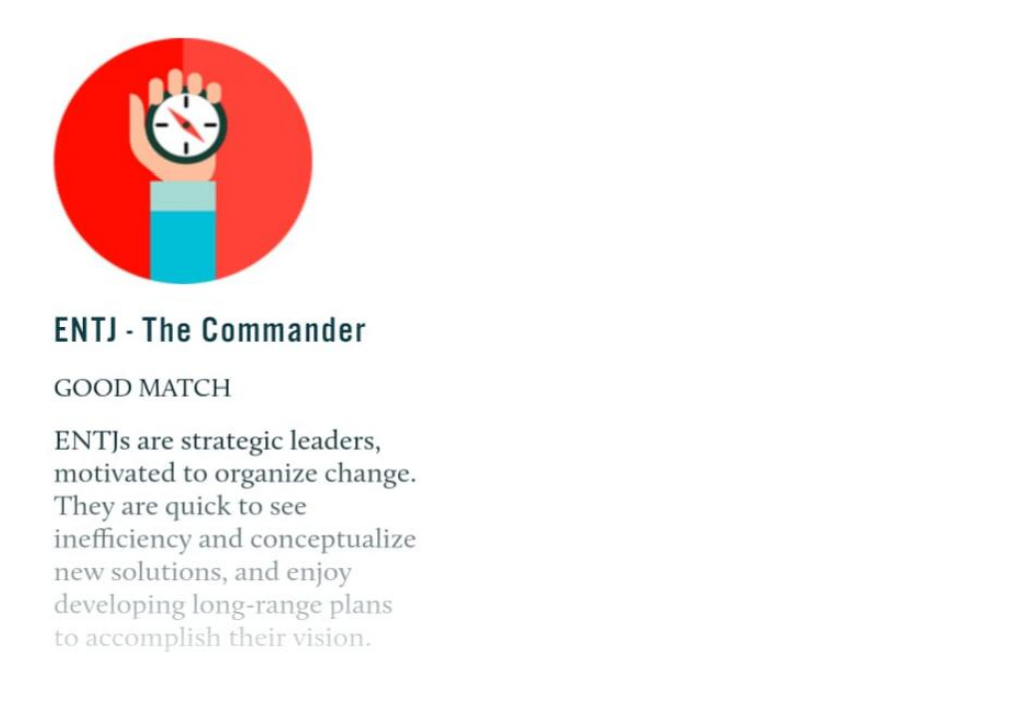 ENTJ - The Commander
GOOD MATCH
ENTJs are strategic leaders,
motivated to organize change.
They are quick to see
inefficiency and conceptualize
new solutions, and enjoy
developing long-range plans
to accomplish their vision.